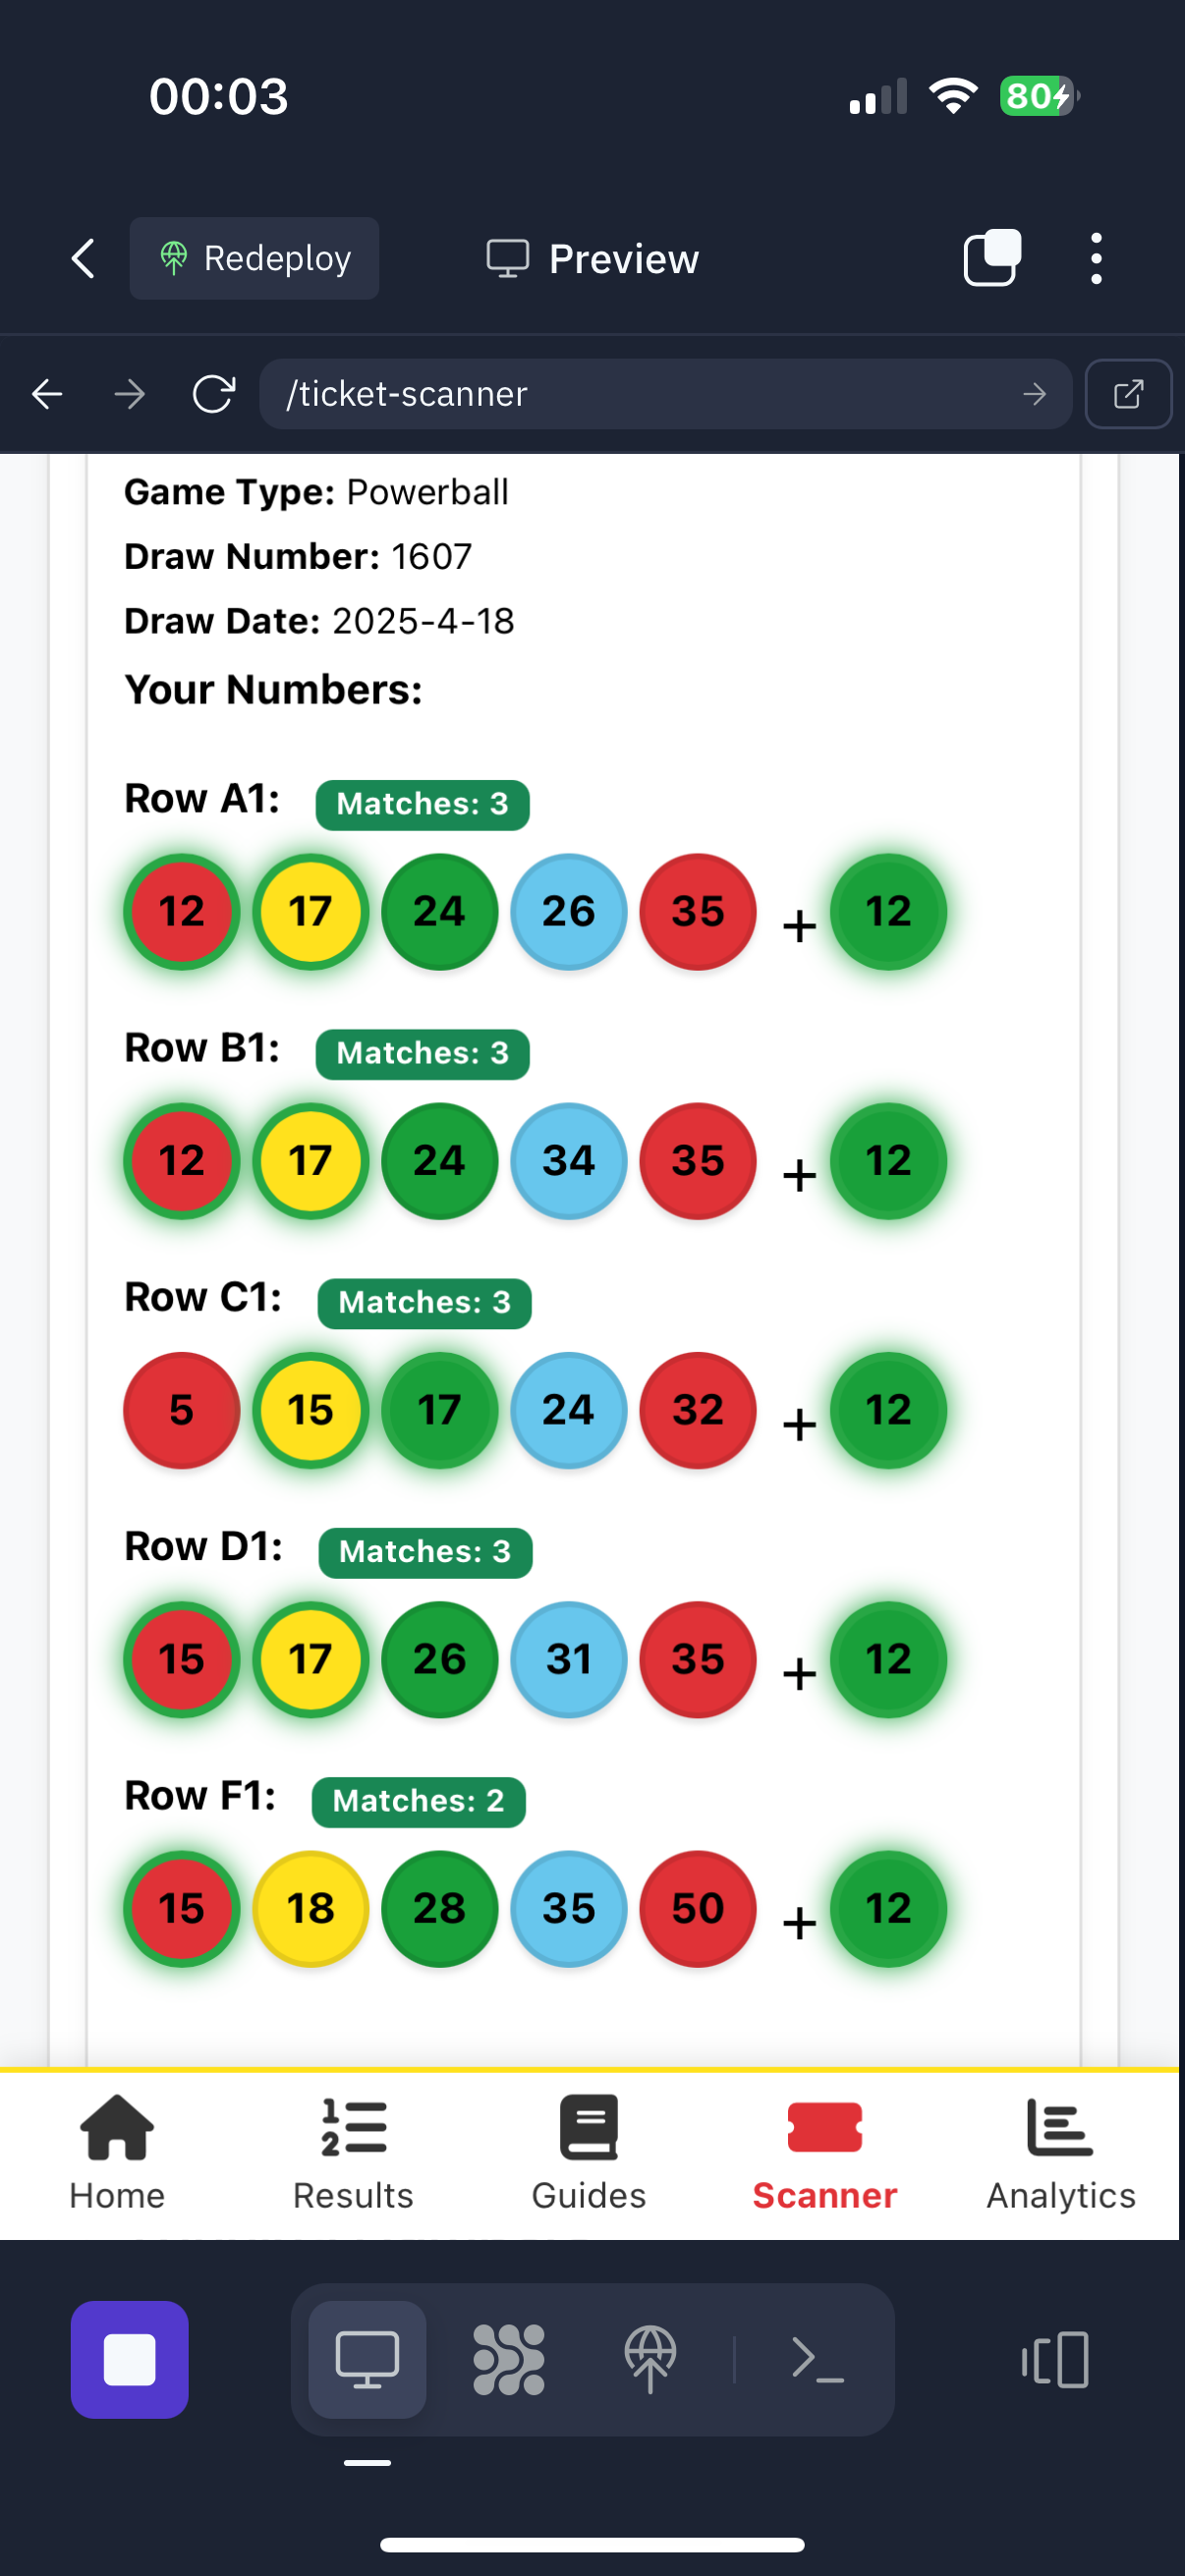 00:03
80
Redeploy
Preview
/ticket-scanner
Game Type: Powerball
Draw Number: 1607
Draw Date: 2025-4-18
Your Numbers:
Row A1: Matches: 3
12 17 24 26 35 + 12
Row B1: Matches: 3
12 17 24 34 35 + 12
Row C1: Matches: 3
5 15 17 24 32 + 12
Row D1: Matches: 3
15 17 26 31 35 + 12
Row F1: Matches: 2
15 18 28 35 50 + 12
Home Results Guides Scanner Analytics